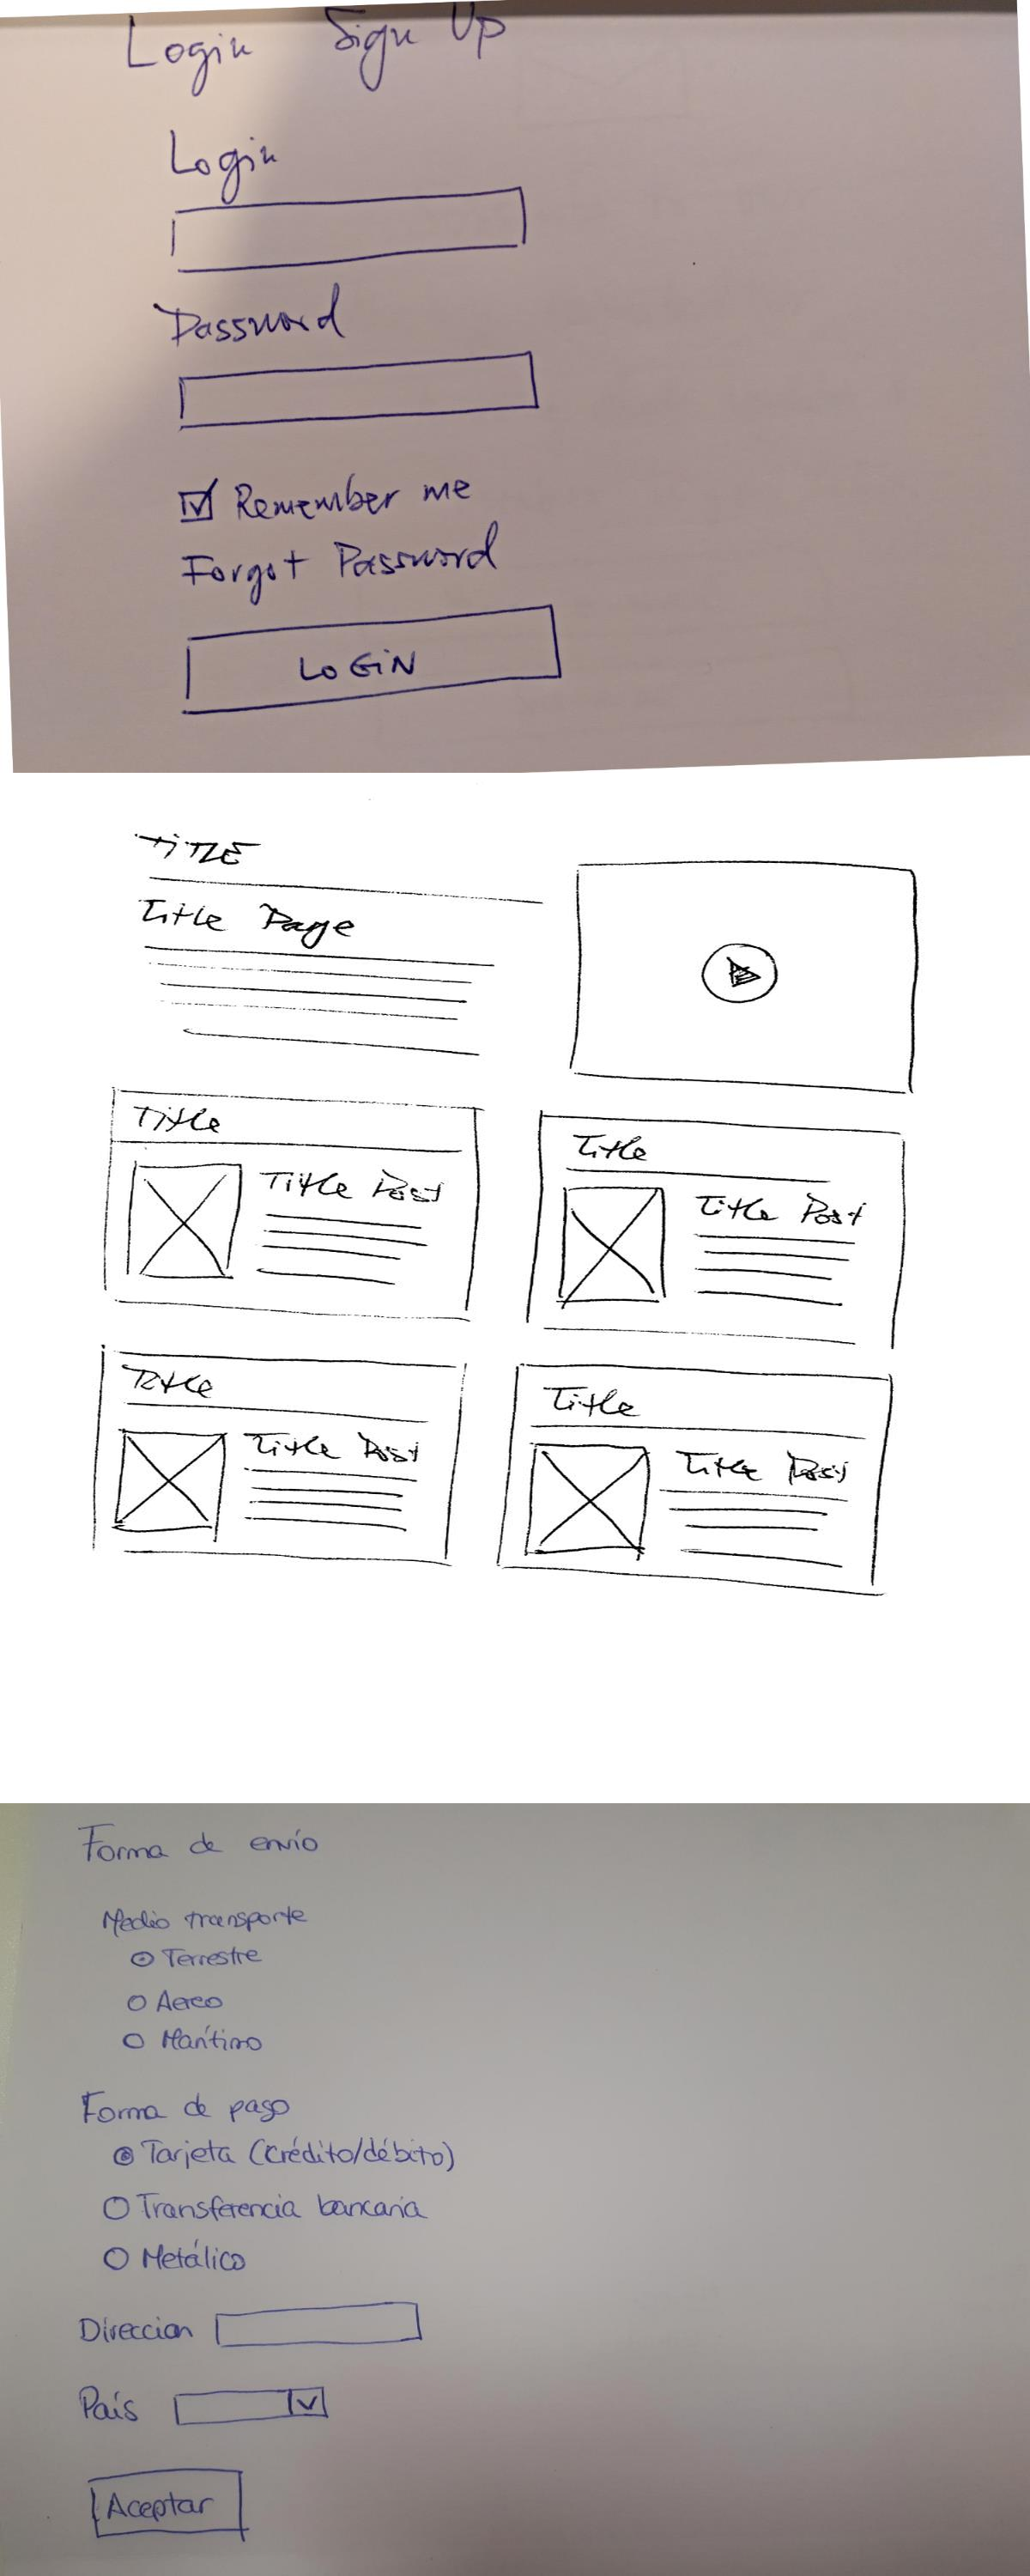 Login Sign Up
Login
Password
Remember me
Forgot Password
LOGIN
TITLE
Title Page
Title
Title Post
Title
Title Post
Title
Title Post
Title
Title Post
Forma de envío
Medio transporte
Terrestre
Aereo
Marítimo
Forma de pago
Tarjeta (crédito/débito)
Transferencia bancaria
Metálico
Direccion
País
Aceptar